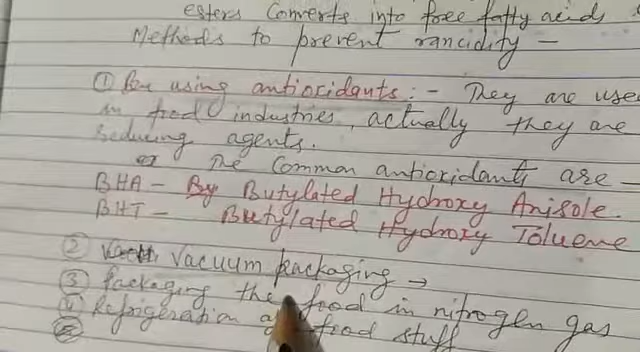 esters Converts into free fatty acids
Methods to prevent rancidity -
① By using antioxidants :- They are use
in food industries, actually they are
reducing agents.
The Common antioxidants are -
BHA - By Butylated Hydroxy Anisole.
BHT - Butylated Hydroxy Toluene
② Vacuum packaging →
③ Packaging the food in nitrogen gas
④ Refrigeration of food stuff
⑤